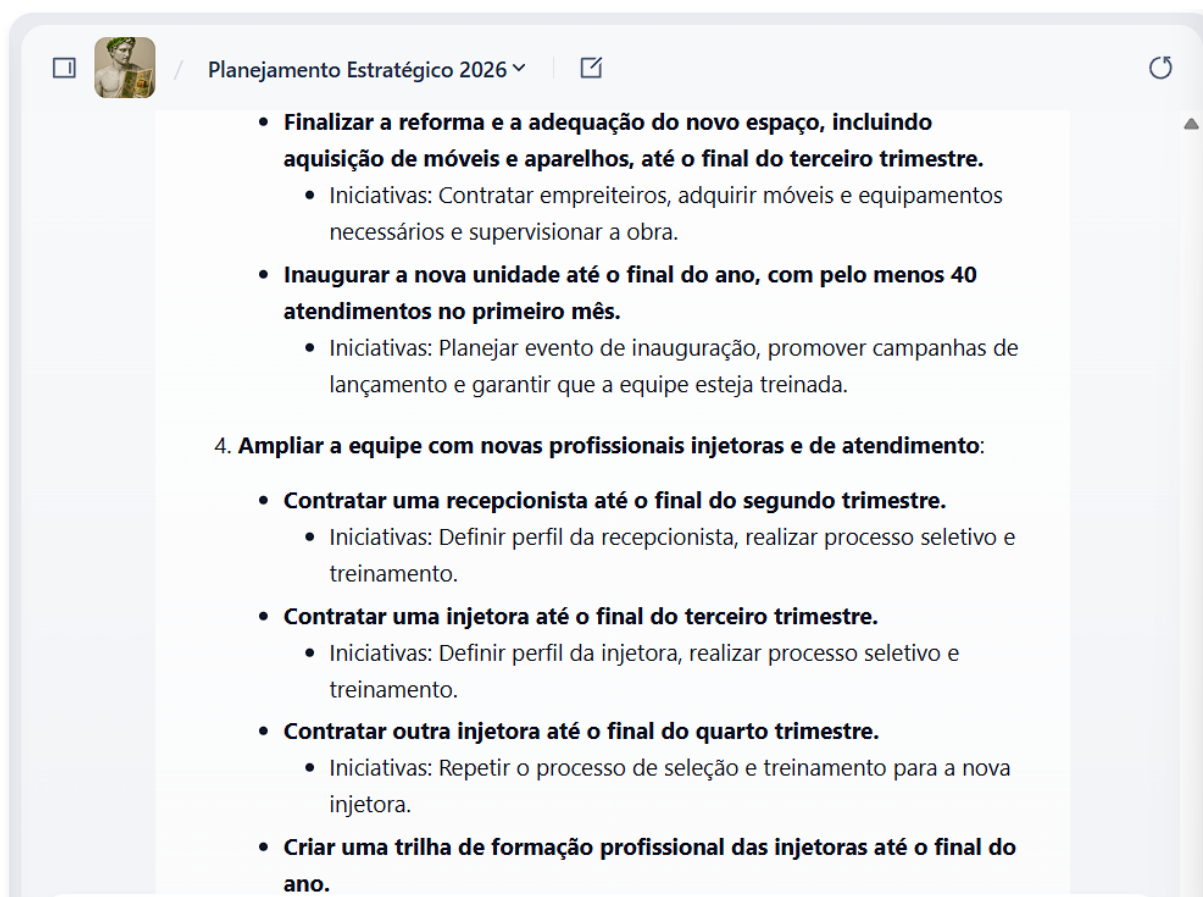 Planejamento Estratégico 2026
• Finalizar a reforma e a adequação do novo espaço, incluindo
aquisição de móveis e aparelhos, até o final do terceiro trimestre.
• Iniciativas: Contratar empreiteiros, adquirir móveis e equipamentos
necessários e supervisionar a obra.
• Inaugurar a nova unidade até o final do ano, com pelo menos 40
atendimentos no primeiro mês.
• Iniciativas: Planejar evento de inauguração, promover campanhas de
lançamento e garantir que a equipe esteja treinada.
4. Ampliar a equipe com novas profissionais injetoras e de atendimento:
• Contratar uma recepcionista até o final do segundo trimestre.
• Iniciativas: Definir perfil da recepcionista, realizar processo seletivo e
treinamento.
• Contratar uma injetora até o final do terceiro trimestre.
• Iniciativas: Definir perfil da injetora, realizar processo seletivo e
treinamento.
• Contratar outra injetora até o final do quarto trimestre.
• Iniciativas: Repetir o processo de seleção e treinamento para a nova
injetora.
• Criar uma trilha de formação profissional das injetoras até o final do
ano.